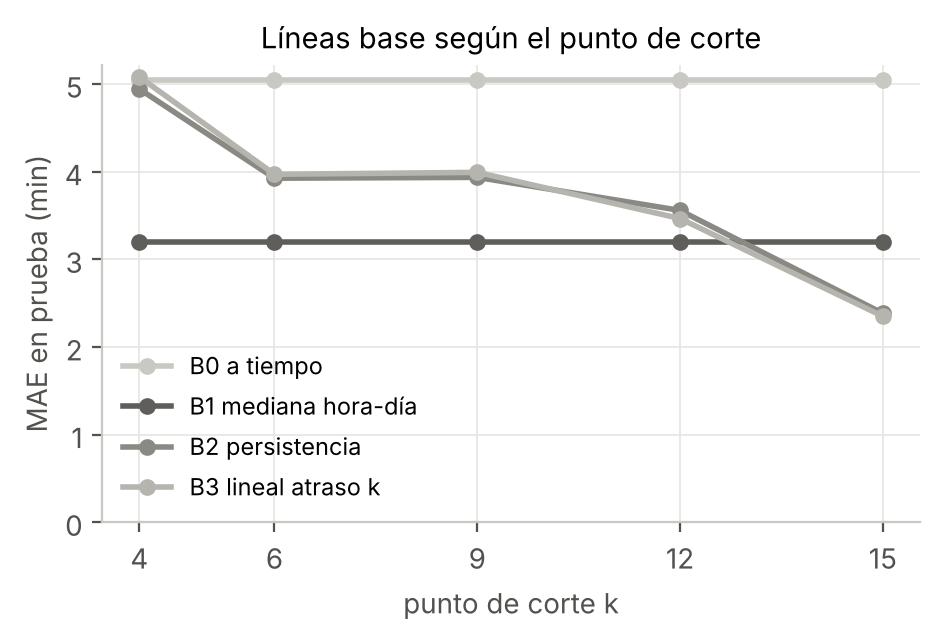 Líneas base según el punto de corte
MAE en prueba (min)
5
4
3
2
1
0
B0 a tiempo
B1 mediana hora-día
B2 persistencia
B3 lineal atraso k
4 6 9 12 15
punto de corte k